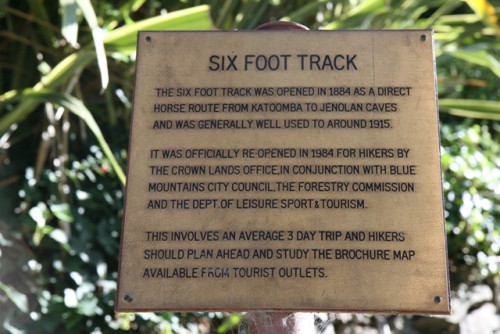 SIX FOOT TRACK
THE SIX FOOT TRACK WAS OPENED IN 1884 AS A DIRECT
HORSE ROUTE FROM KATOOMBA TO JENOLAN CAVES
AND WAS GENERALLY WELL USED TO AROUND 1915.
IT WAS OFFICIALLY RE-OPENED IN 1984 FOR HIKERS BY
THE CROWN LANDS OFFICE,IN CONJUNCTION WITH BLUE
MOUNTAINS CITY COUNCIL,THE FORESTRY COMMISSION
AND THE DEPT.OF LEISURE SPORT&TOURISM.
THIS INVOLVES AN AVERAGE 3 DAY TRIP AND HIKERS
SHOULD PLAN AHEAD AND STUDY THE BROCHURE MAP
AVAILABLE FROM TOURIST OUTLETS.